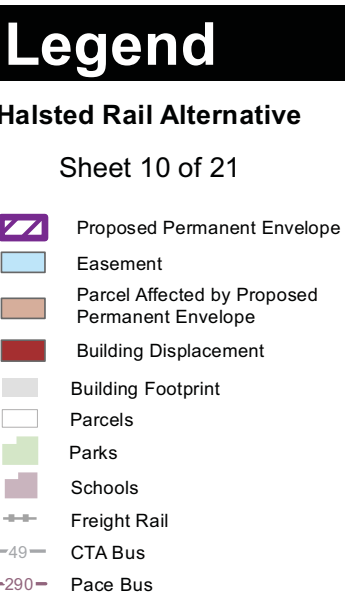 Legend
Halsted Rail Alternative
Sheet 10 of 21
Proposed Permanent Envelope
Easement
Parcel Affected by Proposed
Permanent Envelope
Building Displacement
Building Footprint
Parcels
Parks
Schools
Freight Rail
49 CTA Bus
290 Pace Bus